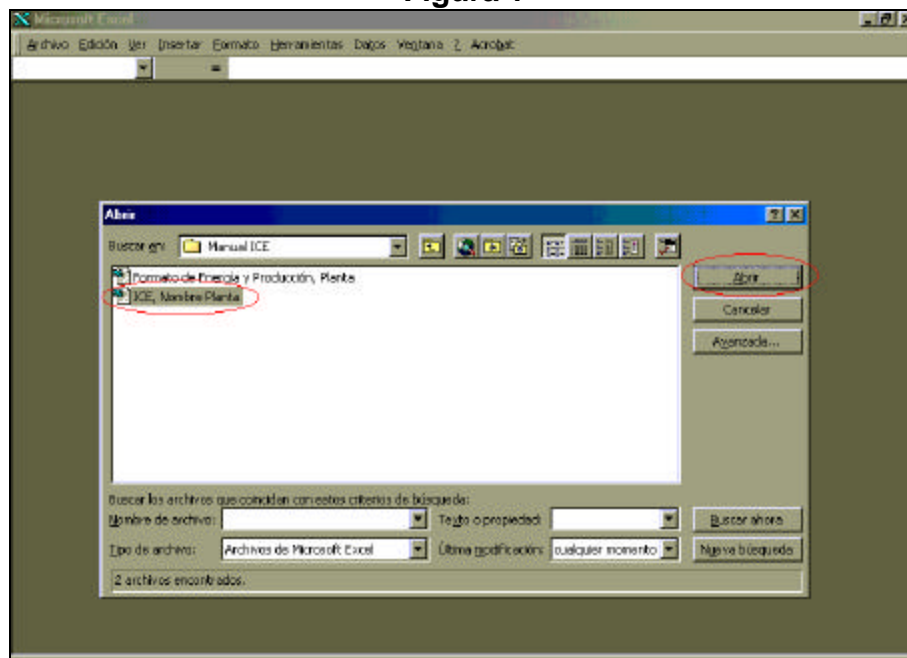 Microsoft Excel
Archivo Edición Ver Insertar Formato Herramientas Datos Ventana ? Acrobat
=
Abrir
Buscar en: Manual ICE
Formato de Energía y Producción, Planta
ICE, Nombre Planta
Abrir
Cancelar
Avanzada...
Buscar los archivos que coincidan con estos criterios de búsqueda:
Nombre de archivo: Texto o propiedad: Buscar ahora
Tipo de archivo: Archivos de Microsoft Excel Última modificación: cualquier momento Nueva búsqueda
2 archivos encontrados.